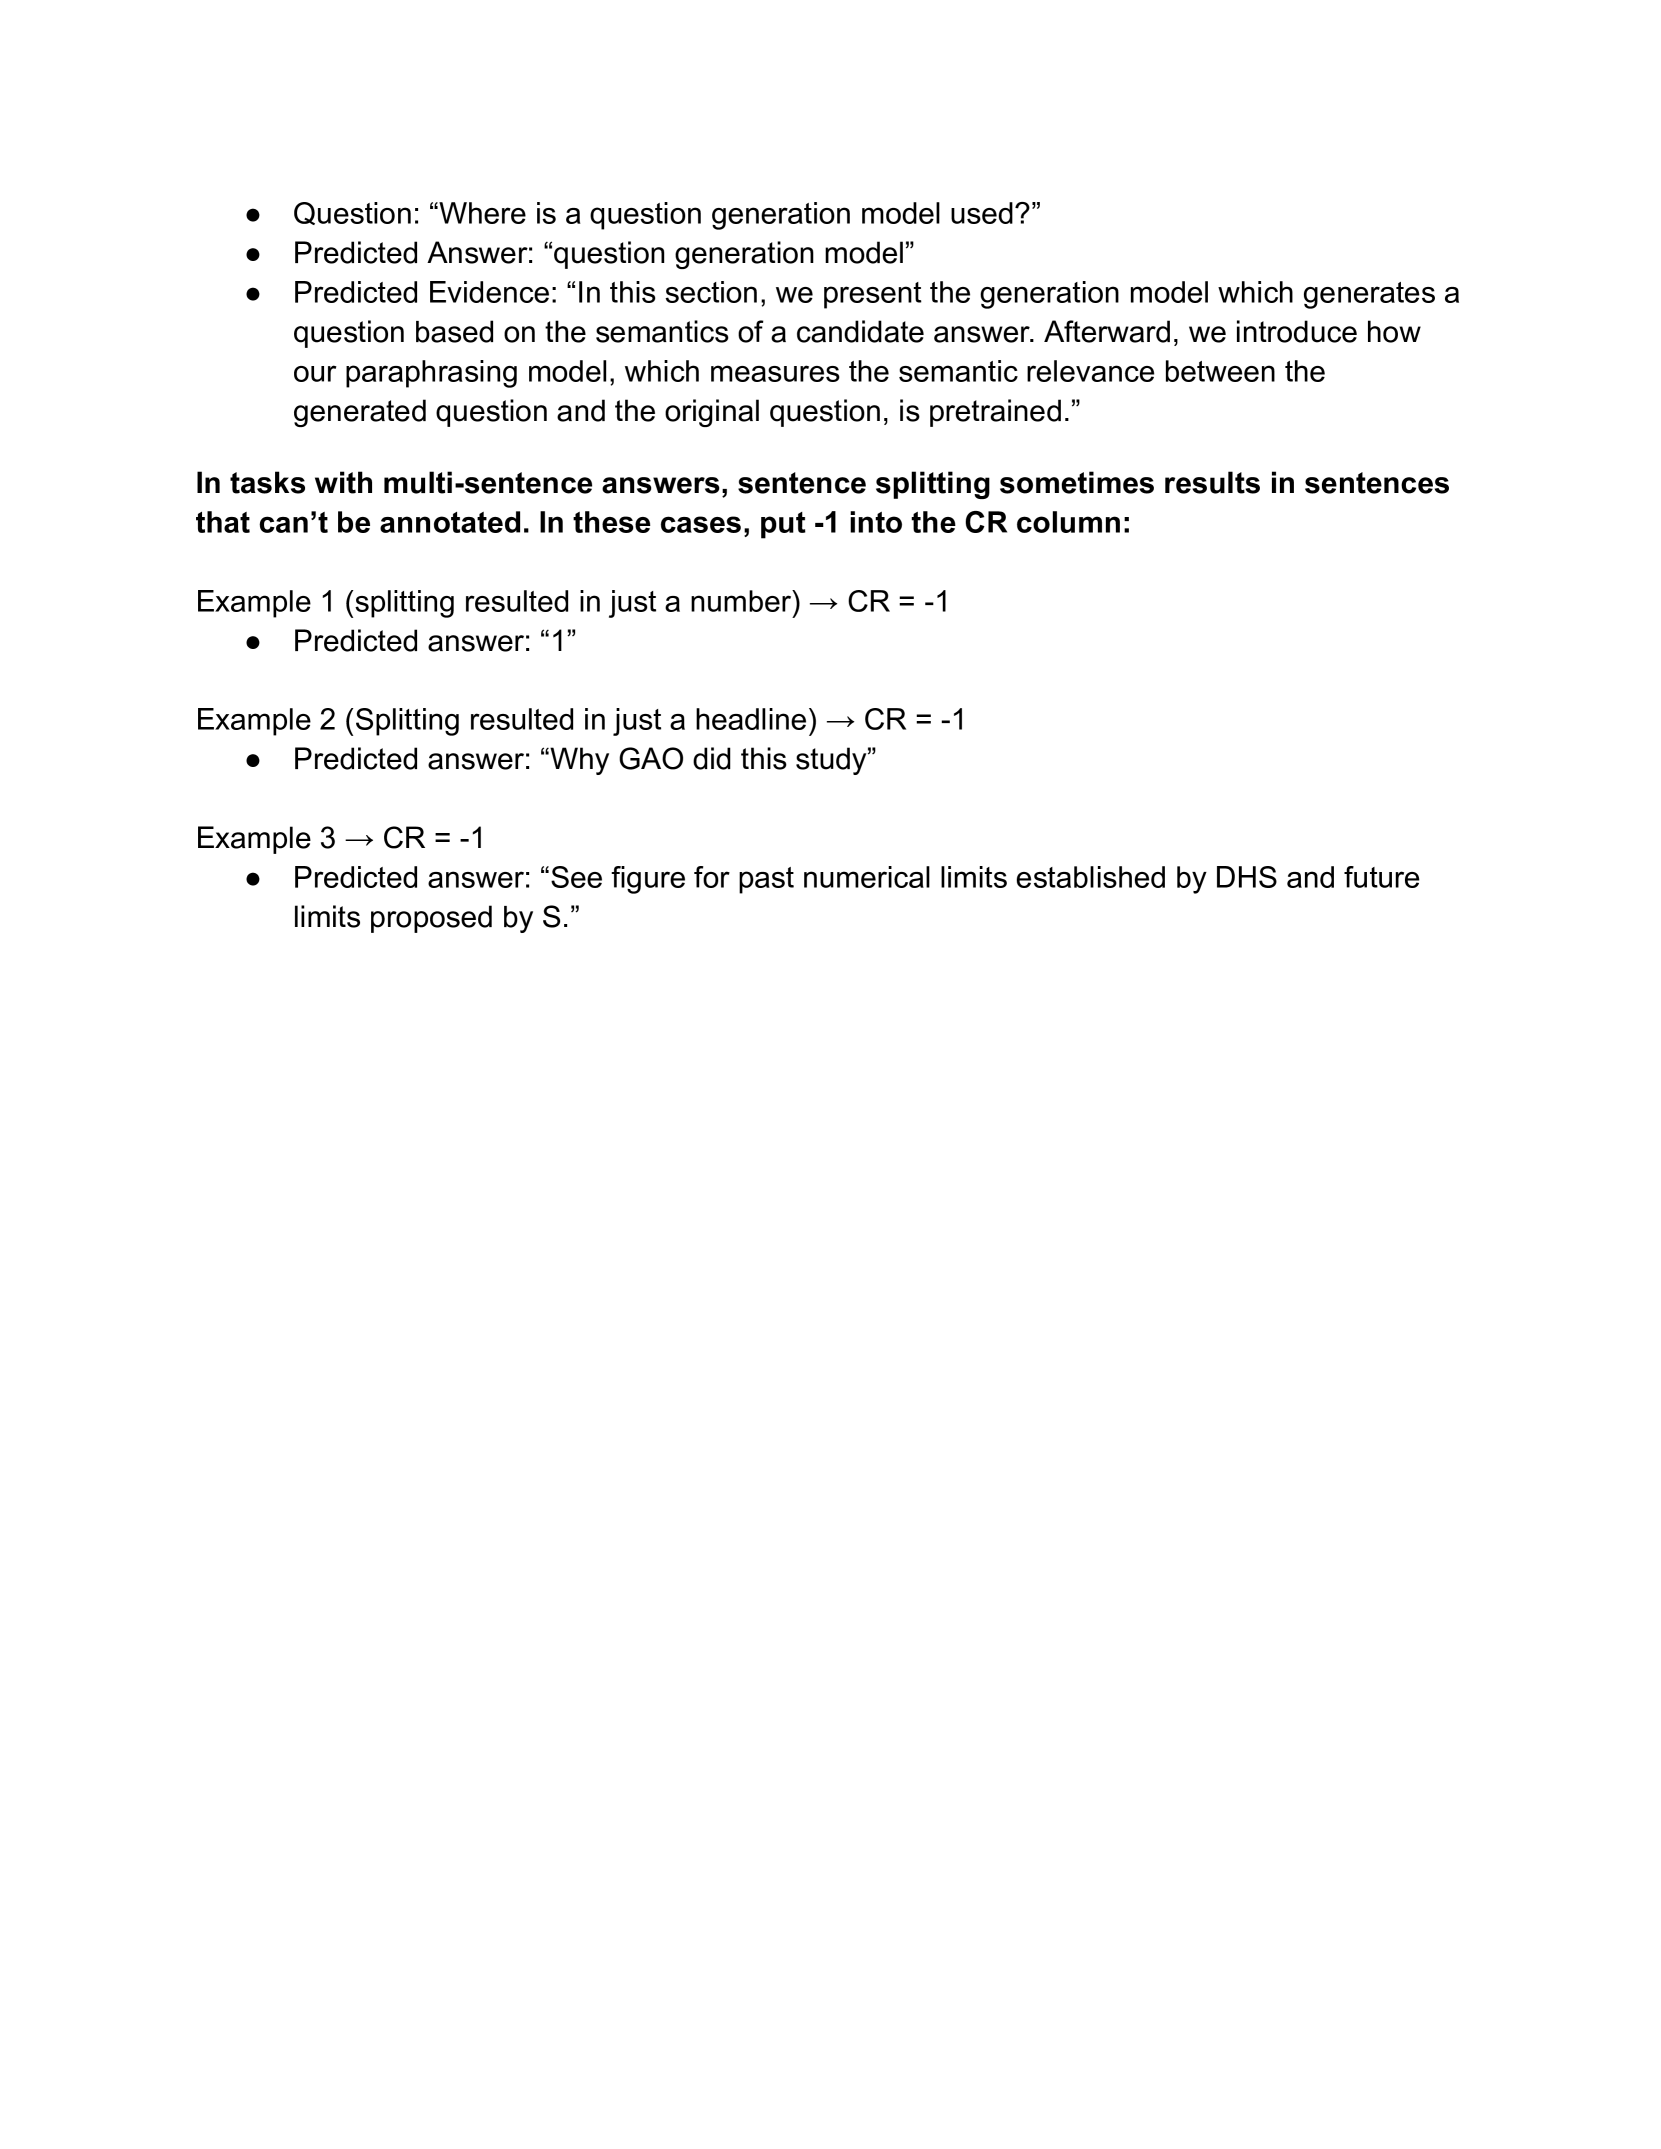 ● Question: “Where is a question generation model used?”
● Predicted Answer: “question generation model”
● Predicted Evidence: “In this section, we present the generation model which generates a
question based on the semantics of a candidate answer. Afterward, we introduce how
our paraphrasing model, which measures the semantic relevance between the
generated question and the original question, is pretrained.”
In tasks with multi-sentence answers, sentence splitting sometimes results in sentences
that can’t be annotated. In these cases, put -1 into the CR column:
Example 1 (splitting resulted in just a number) → CR = -1
● Predicted answer: “1”
Example 2 (Splitting resulted in just a headline) → CR = -1
● Predicted answer: “Why GAO did this study”
Example 3 → CR = -1
● Predicted answer: “See figure for past numerical limits established by DHS and future
limits proposed by S.”